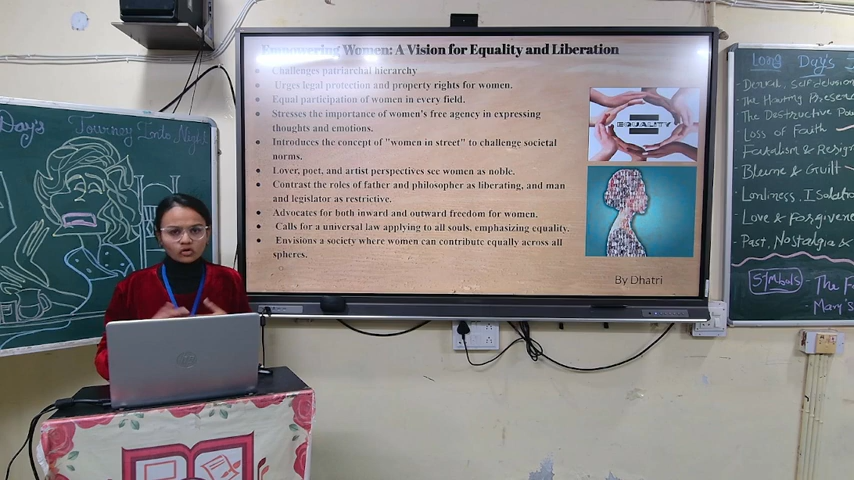 Day's Journey Into Night
Empowering Women: A Vision for Equality and Liberation
Challenges patriarchal hierarchy
Urges legal protection and property rights for women.
Equal participation of women in every field.
Stresses the importance of women's free agency in expressing
thoughts and emotions.
Introduces the concept of "women in street" to challenge societal
norms.
Lover, poet, and artist perspectives see women as noble.
Contrast the roles of father and philosopher as liberating, and man
and legislator as restrictive.
Advocates for both inward and outward freedom for women.
Calls for a universal law applying to all souls, emphasizing equality.
Envisions a society where women can contribute equally across all
spheres.
EQUALITY
By Dhatri
hp
Long Day's
Denial, Self delusion
The Haunting Presence
The Destructive
Loss of Faith
Fatalism &
Blame & Guilt
Lonliness, Isolat
Love & Forgivene
Past, Nostalgia &
Symbols - The F
Mary's